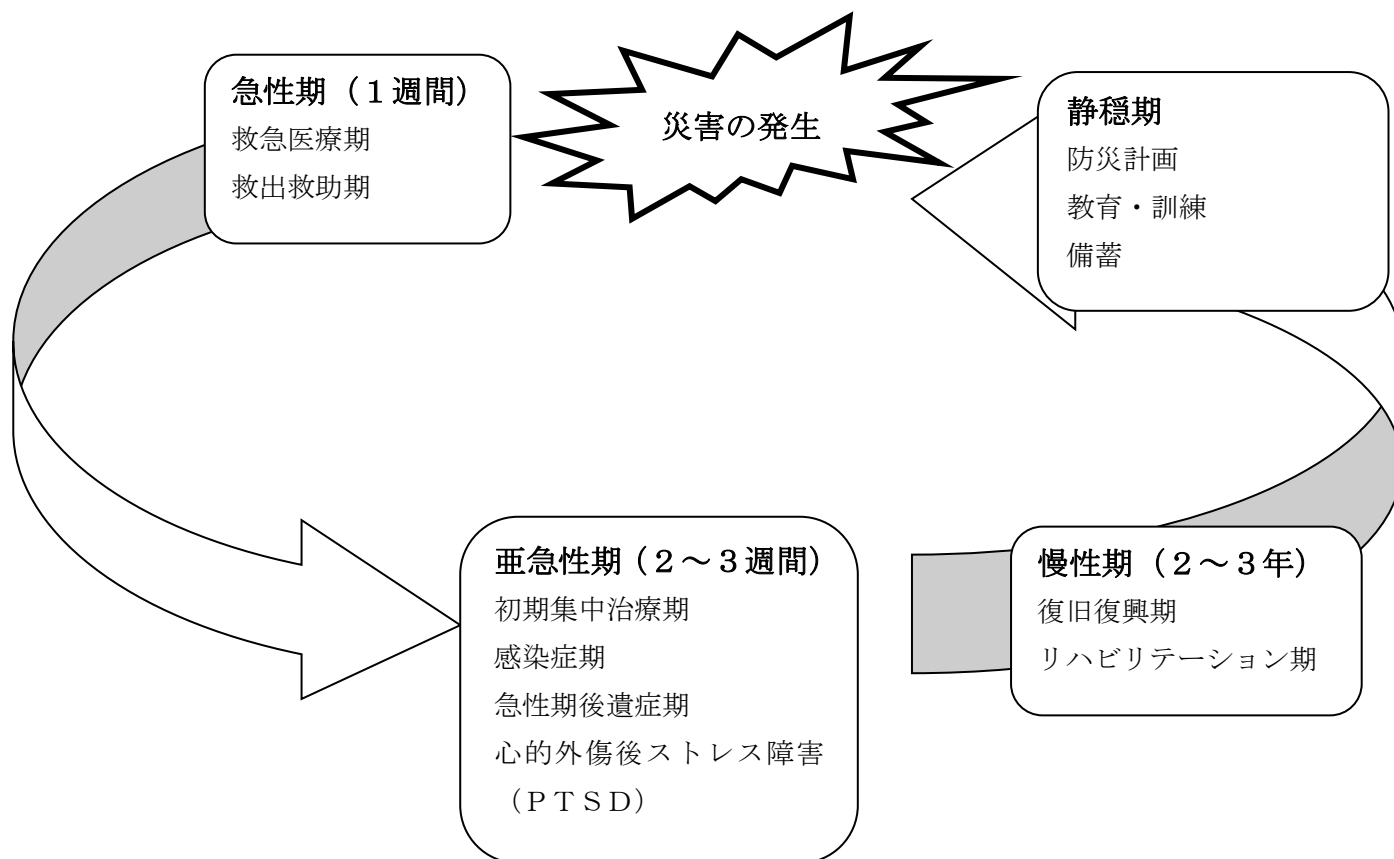 災害の発生
急性期（１週間）
救急医療期
救出救助期
亜急性期（２～３週間）
初期集中治療期
感染症期
急性期後遺症期
心的外傷後ストレス障害
（ＰＴＳＤ）
慢性期（２～３年）
復旧復興期
リハビリテーション期
静穏期
防災計画
教育・訓練
備蓄